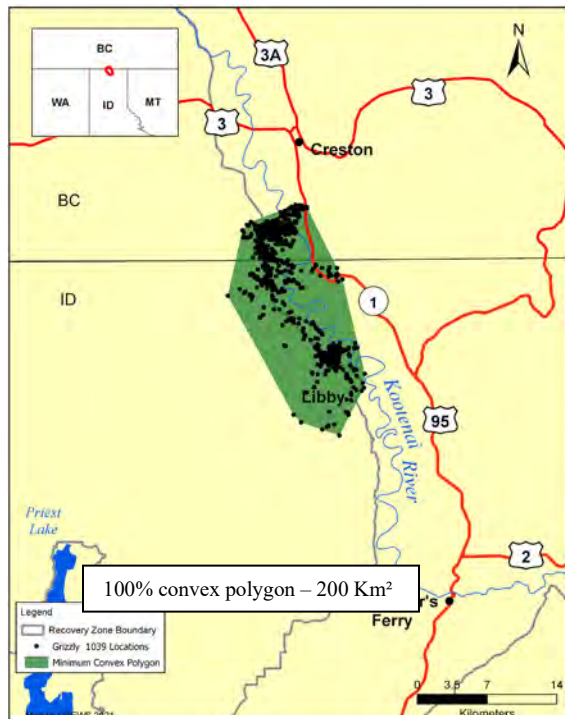 BC
WA
ID
MT
3A
N
3
3
Creston
BC
ID
1
Libby
Kootenai
River
95
Priest
Lake
2
100% convex polygon – 200 Km²
Ferry
Legend
Recovery Zone Boundary
Grizzly 1039 Locations
Minimum Convex Polygon
0 3.5 7 14
Kilometers